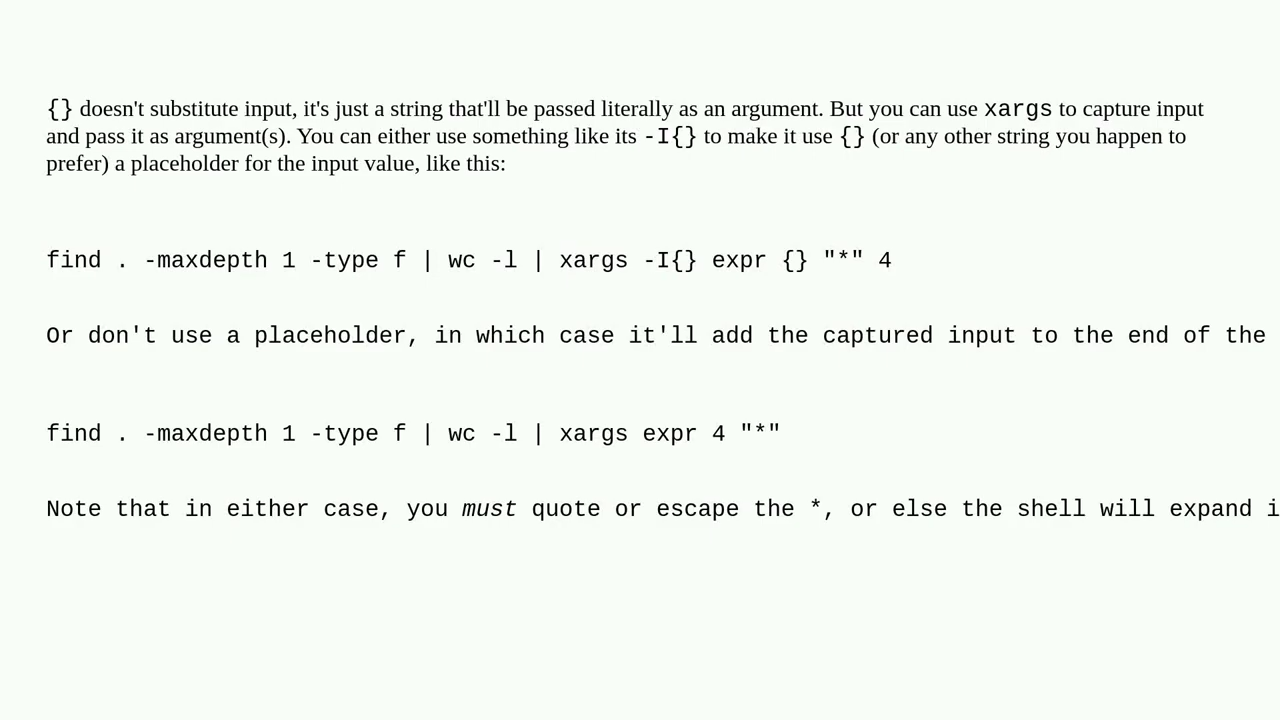 {} doesn't substitute input, it's just a string that'll be passed literally as an argument. But you can use xargs to capture input
and pass it as argument(s). You can either use something like its -I{} to make it use {} (or any other string you happen to
prefer) a placeholder for the input value, like this:
find . -maxdepth 1 -type f | wc -l | xargs -I{} expr {} "*" 4
Or don't use a placeholder, in which case it'll add the captured input to the end of the
find . -maxdepth 1 -type f | wc -l | xargs expr 4 "*"
Note that in either case, you must quote or escape the *, or else the shell will expand